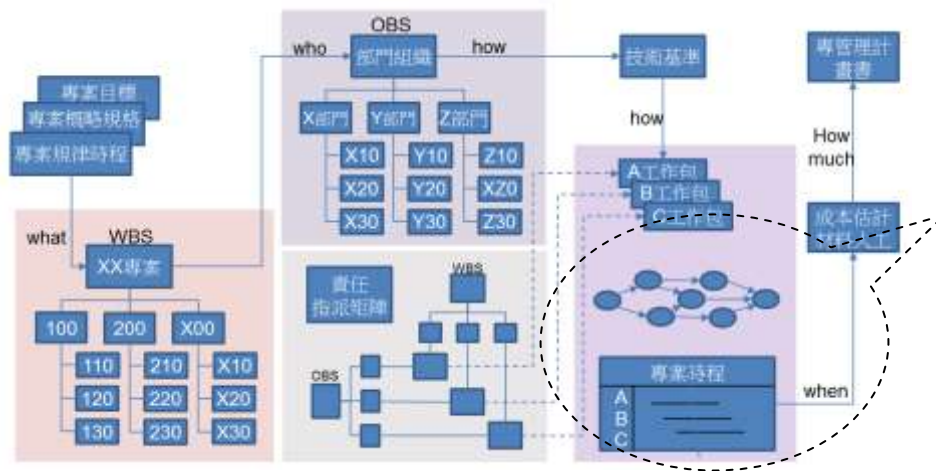 OBS
who
部門組織
how
技術基準
專管理計
畫書
專案目標
專案概略規格
專案規律時程
X部門
Y部門
Z部門
X10
Y10
Z10
X20
Y20
XZ0
X30
Y30
Z30
how
How
much
A工作包
B工作包
C工作包
成本估計
what
WBS
XX專案
100
200
X00
110
210
X10
120
220
X20
130
230
X30
責任
指派矩陣
WBS
OBS
專案時程
A
B
C
when